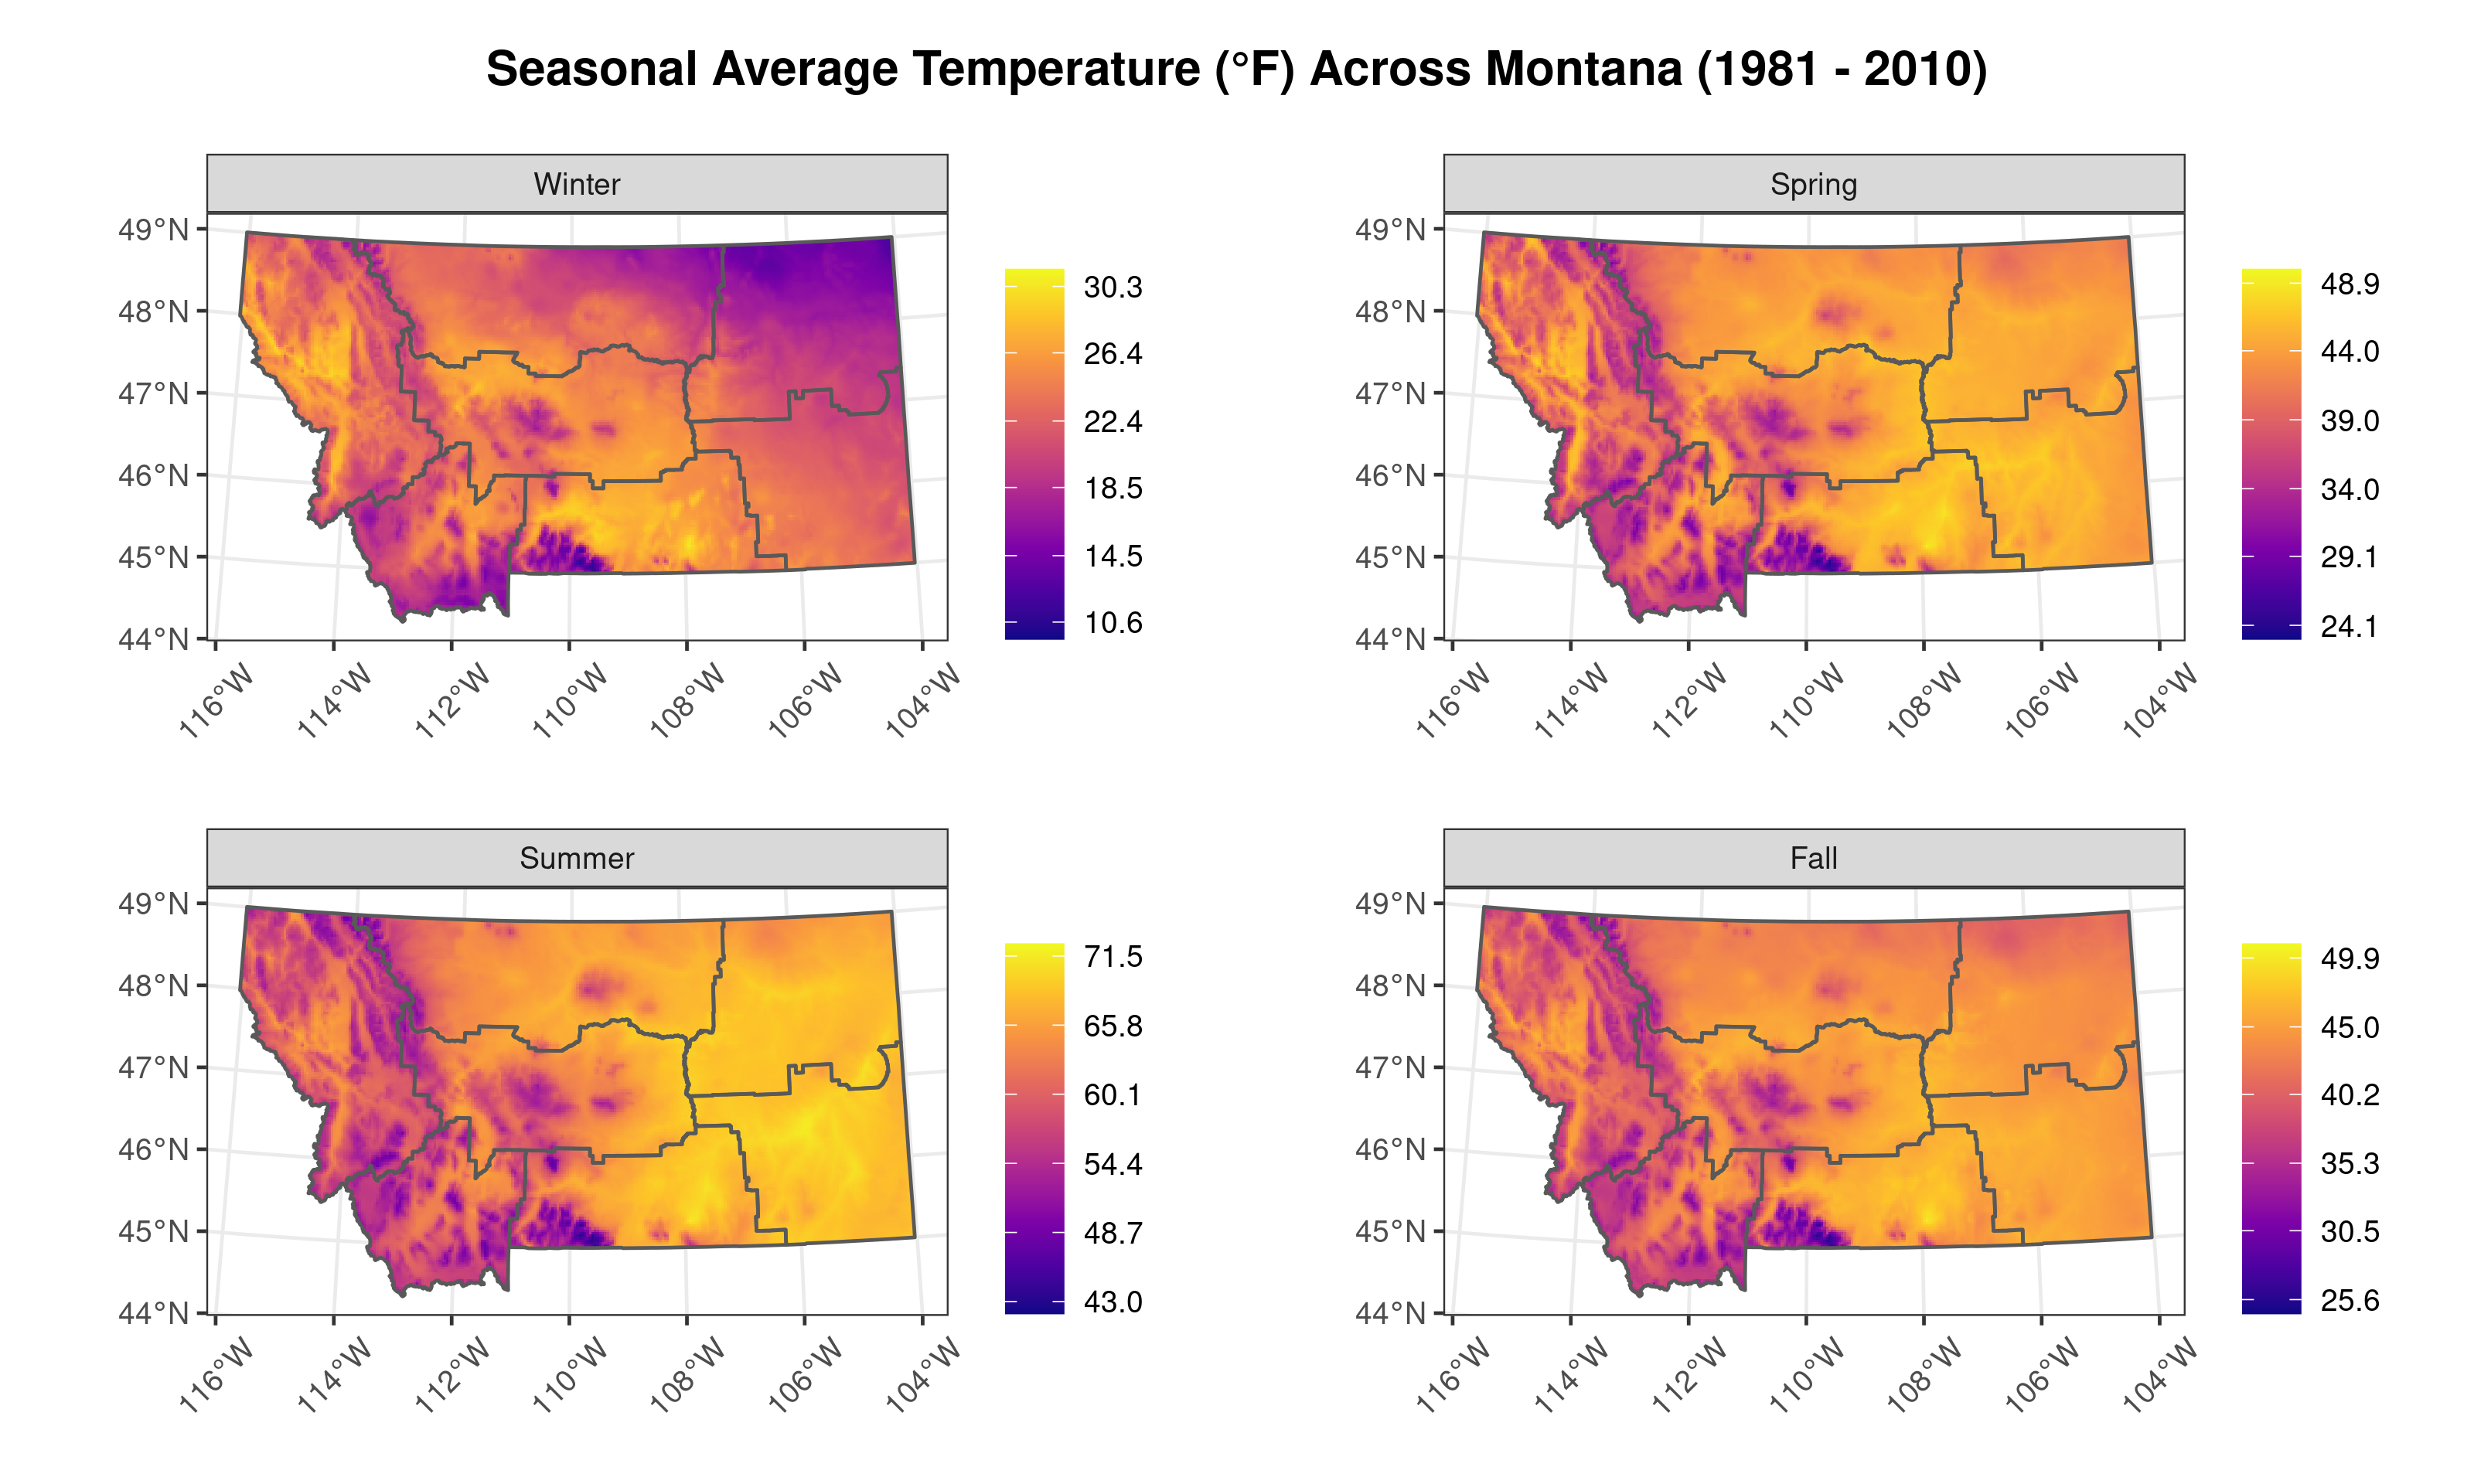 Seasonal Average Temperature (°F) Across Montana (1981 - 2010)
Winter
49°N
48°N
47°N
46°N
45°N
44°N
116°W
114°W
112°W
110°W
108°W
106°W
104°W
30.3
26.4
22.4
18.5
14.5
10.6
Spring
49°N
48°N
47°N
46°N
45°N
44°N
116°W
114°W
112°W
110°W
108°W
106°W
104°W
48.9
44.0
39.0
34.0
29.1
24.1
Summer
49°N
48°N
47°N
46°N
45°N
44°N
116°W
114°W
112°W
110°W
108°W
106°W
104°W
71.5
65.8
60.1
54.4
48.7
43.0
Fall
49°N
48°N
47°N
46°N
45°N
44°N
116°W
114°W
112°W
110°W
108°W
106°W
104°W
49.9
45.0
40.2
35.3
30.5
25.6